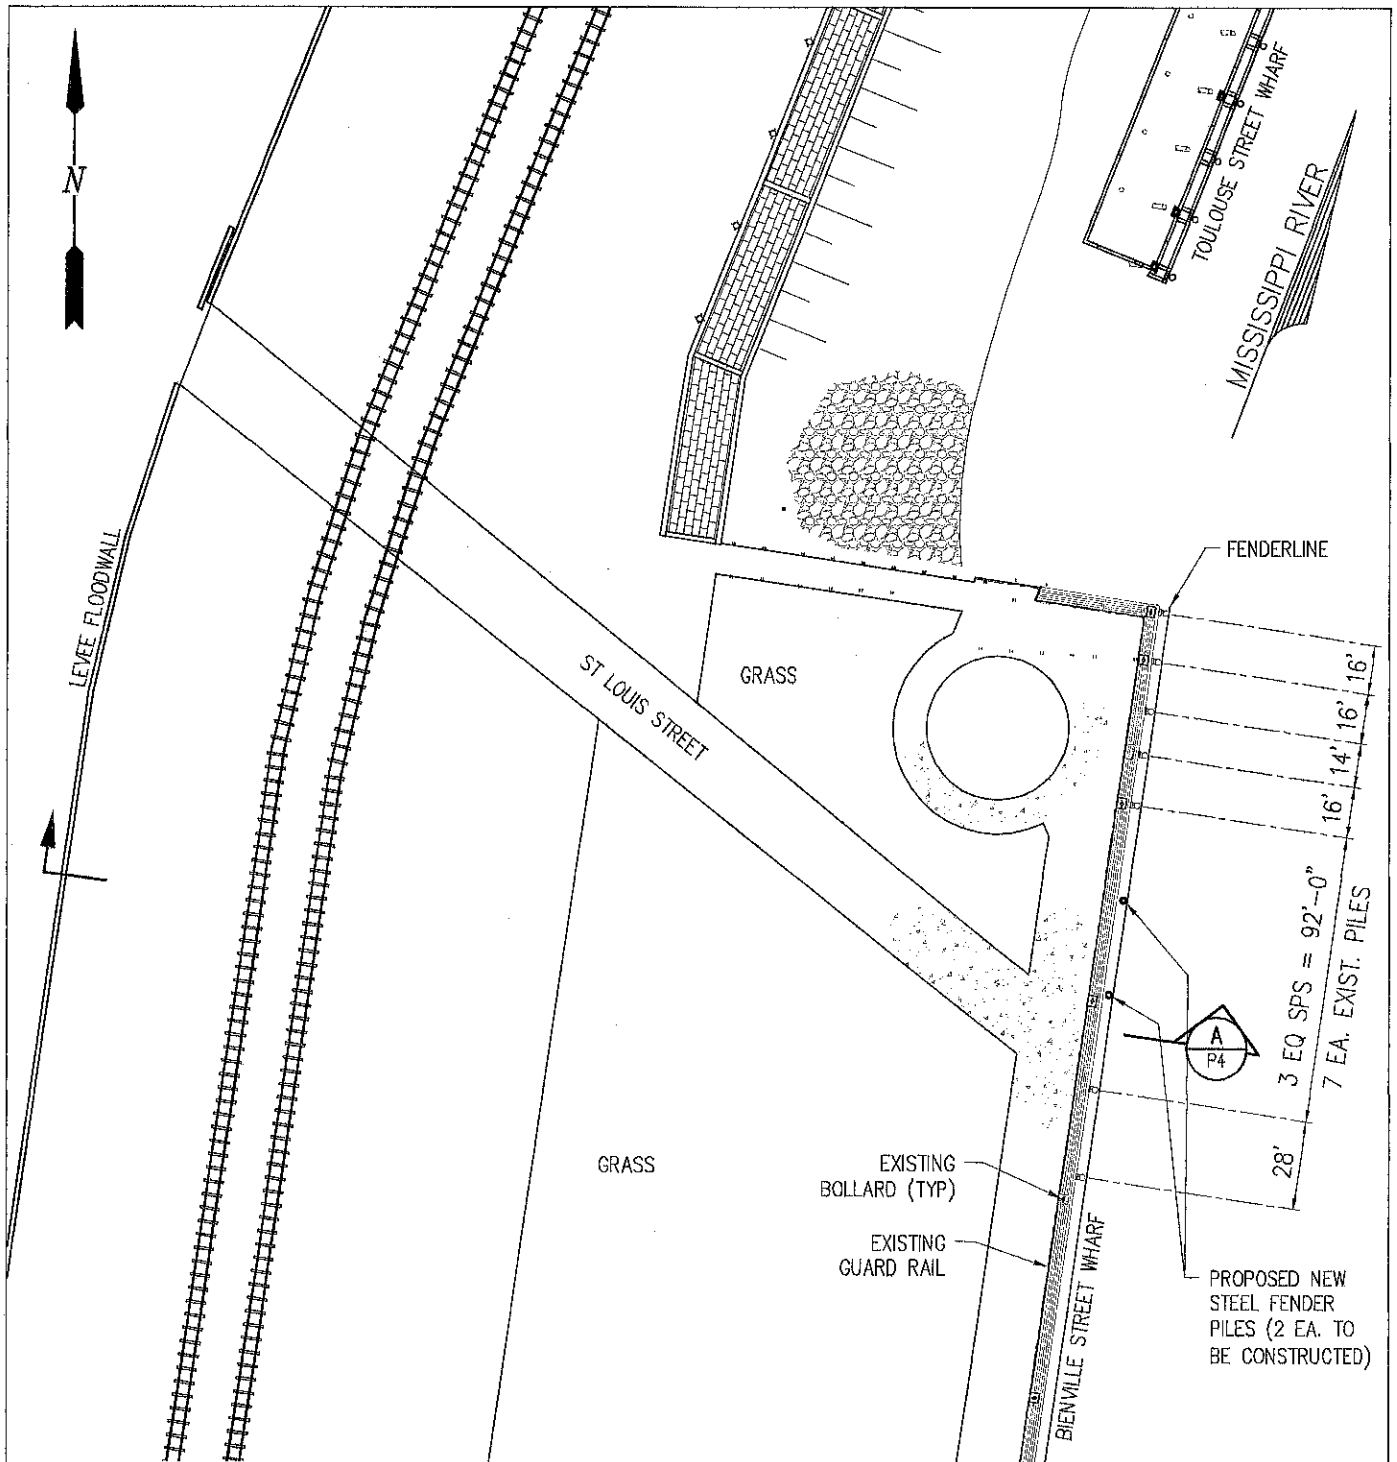 N
TOULOUSE STREET WHARF
MISSISSIPPI RIVER
LEVEE FLOODWALL
FENDERLINE
GRASS
ST LOUIS STREET
16'
16'
14'
16'
3 EQ SPS = 92'-0"
7 EA. EXIST. PILES
28'
A
P4
GRASS
EXISTING
BOLLARD (TYP)
EXISTING
GUARD RAIL
BIENVILLE STREET WHARF
PROPOSED NEW
STEEL FENDER
PILES (2 EA. TO
BE CONSTRUCTED)